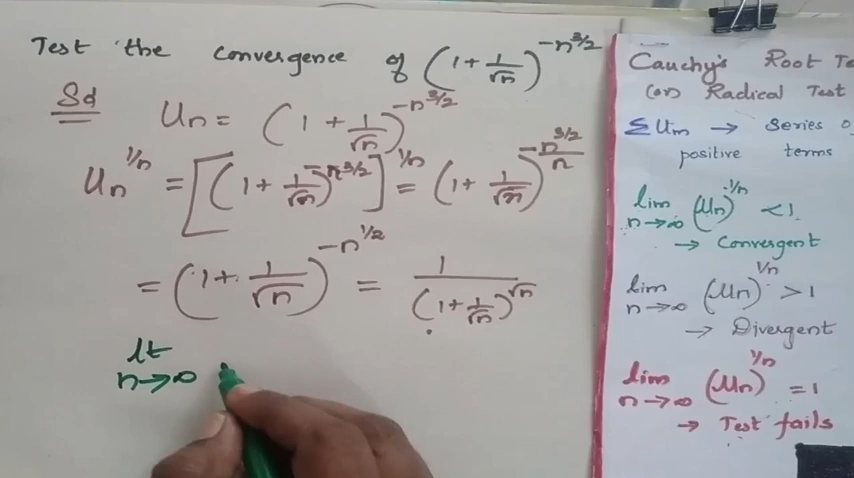 Test the convergence of (1 + 1/√n)^(-n^(3/2))
Sol
Un = (1 + 1/√n)^(-n^(3/2))
Un^(1/n) = [(1 + 1/√n)^(-n^(3/2))]^(1/n) = (1 + 1/√n)^(-n^(3/2)/n)
= (1 + 1/√n)^(-n^(1/2)) = 1/(1 + 1/√n)^√n
lt
n→∞
Cauchy's Root Te
(or) Radical Test
ΣUn → Series o
positive terms
lim n→∞ (Un)^(1/n) < 1
→ Convergent
lim n→∞ (Un)^(1/n) > 1
→ Divergent
lim n→∞ (Un)^(1/n) = 1
→ Test fails